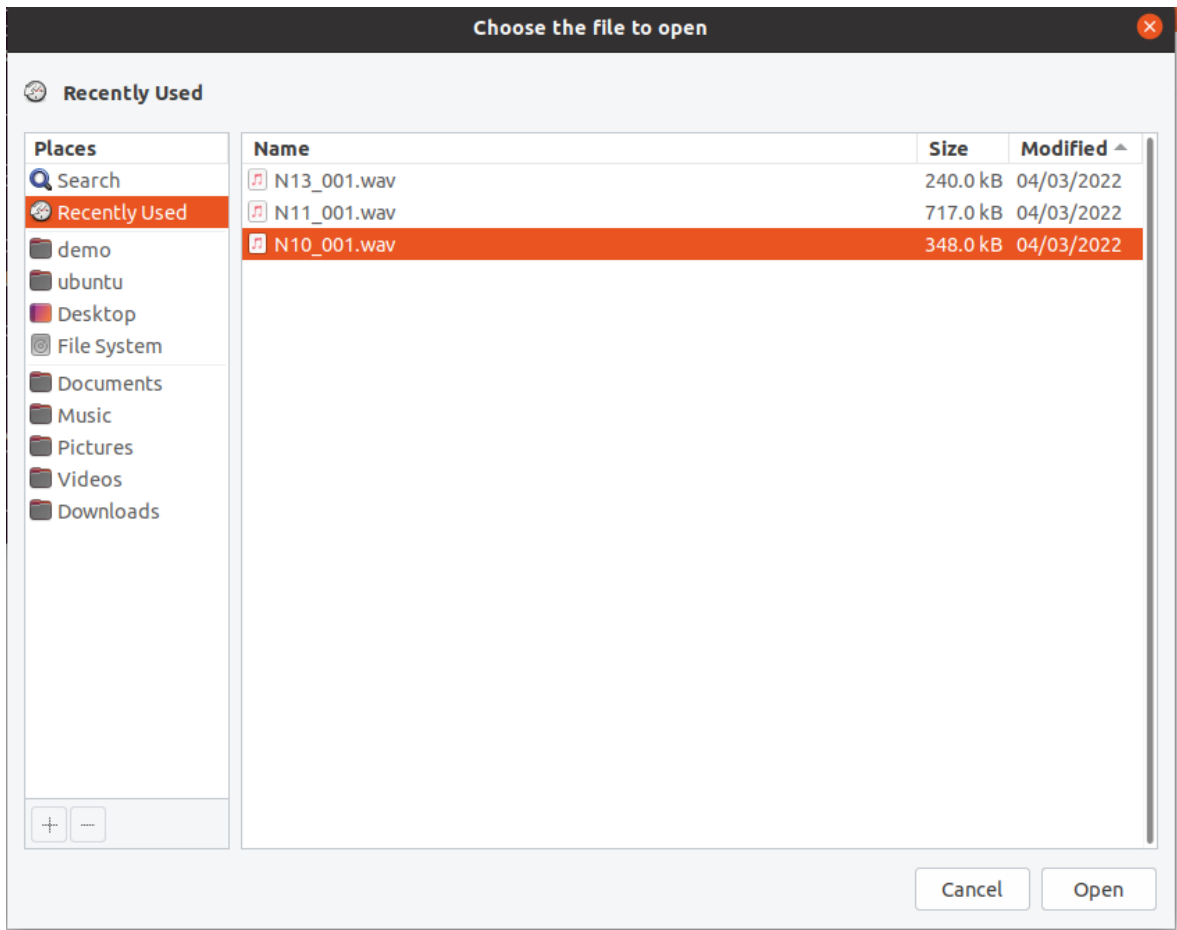 Choose the file to open
Recently Used
Places
Search
Recently Used
demo
ubuntu
Desktop
File System
Documents
Music
Pictures
Videos
Downloads
Name Size Modified
N13_001.wav 240.0 kB 04/03/2022
N11_001.wav 717.0 kB 04/03/2022
N10_001.wav 348.0 kB 04/03/2022
Cancel Open